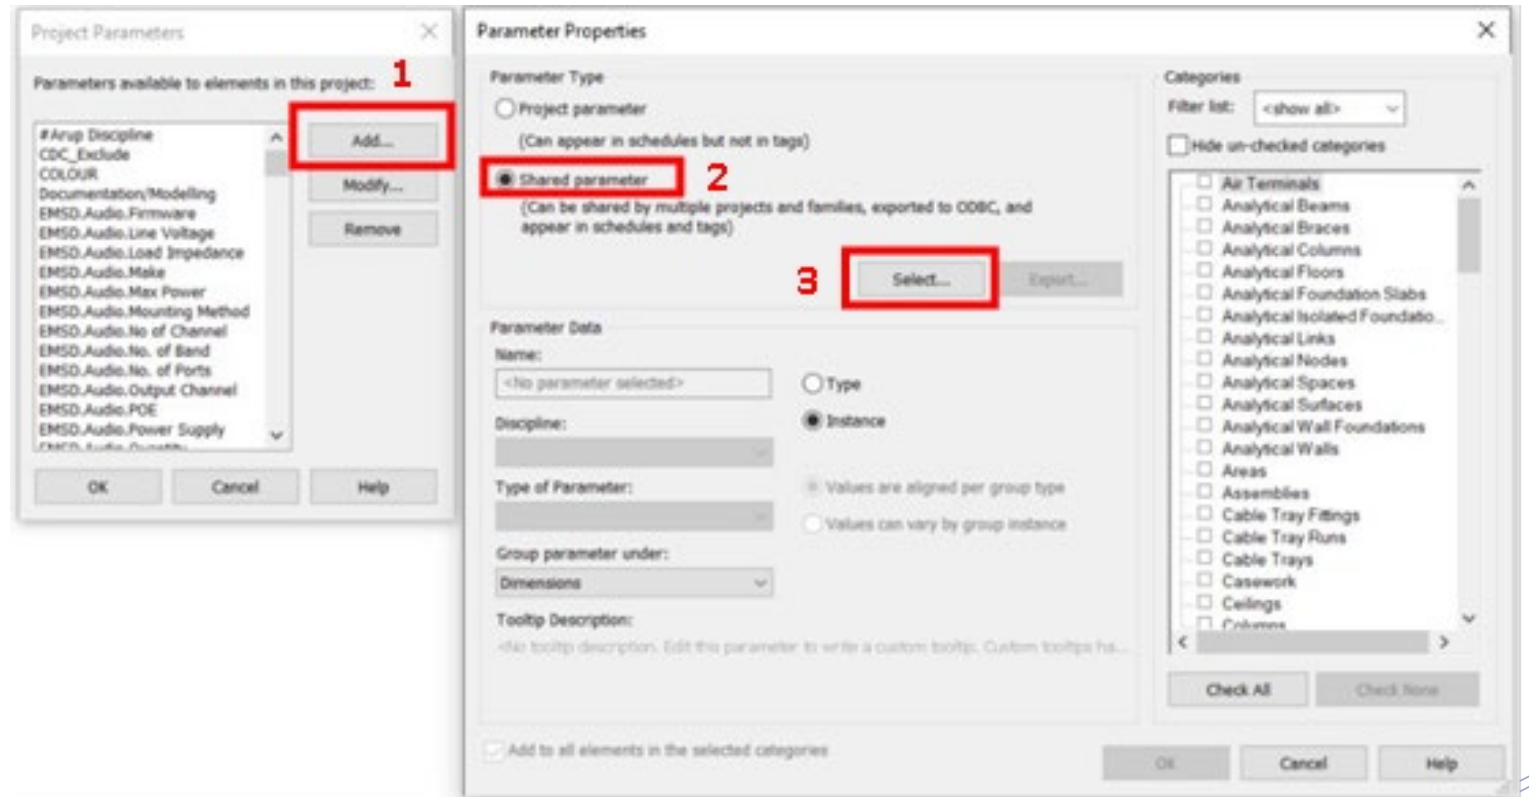 Project Parameters
Parameters available to elements in this project:
1
#Arup Discipline
CDC_Exclude
COLOUR
Documentation/Modelling
EMSD.Audio.Firmware
EMSD.Audio.Line Voltage
EMSD.Audio.Load Impedance
EMSD.Audio.Make
EMSD.Audio.Max Power
EMSD.Audio.Mounting Method
EMSD.Audio.No of Channel
EMSD.Audio.No. of Band
EMSD.Audio.No. of Ports
EMSD.Audio.Output Channel
EMSD.Audio.POE
EMSD.Audio.Power Supply
EMSD.Audio.Quantity
Add...
Modify...
Remove
OK
Cancel
Help
Parameter Properties
Parameter Type
Project parameter
(Can appear in schedules but not in tags)
Shared parameter
2
(Can be shared by multiple projects and families, exported to ODBC, and
appear in schedules and tags)
3
Select...
Export...
Parameter Data
Name:
<No parameter selected>
Type
Discipline:
Instance
Type of Parameter:
Values are aligned per group type
Values can vary by group instance
Group parameter under:
Dimensions
Tooltip Description:
<No tooltip description. Edit this parameter to write a custom tooltip. Custom tooltips ha...
Add to all elements in the selected categories
Categories
Filter list:
<show all>
Hide un-checked categories
Air Terminals
Analytical Beams
Analytical Braces
Analytical Columns
Analytical Floors
Analytical Foundation Slabs
Analytical Isolated Foundatio...
Analytical Links
Analytical Nodes
Analytical Spaces
Analytical Surfaces
Analytical Wall Foundations
Analytical Walls
Areas
Assemblies
Cable Tray Fittings
Cable Tray Runs
Cable Trays
Casework
Ceilings
Columns
Check All
Check None
OK
Cancel
Help